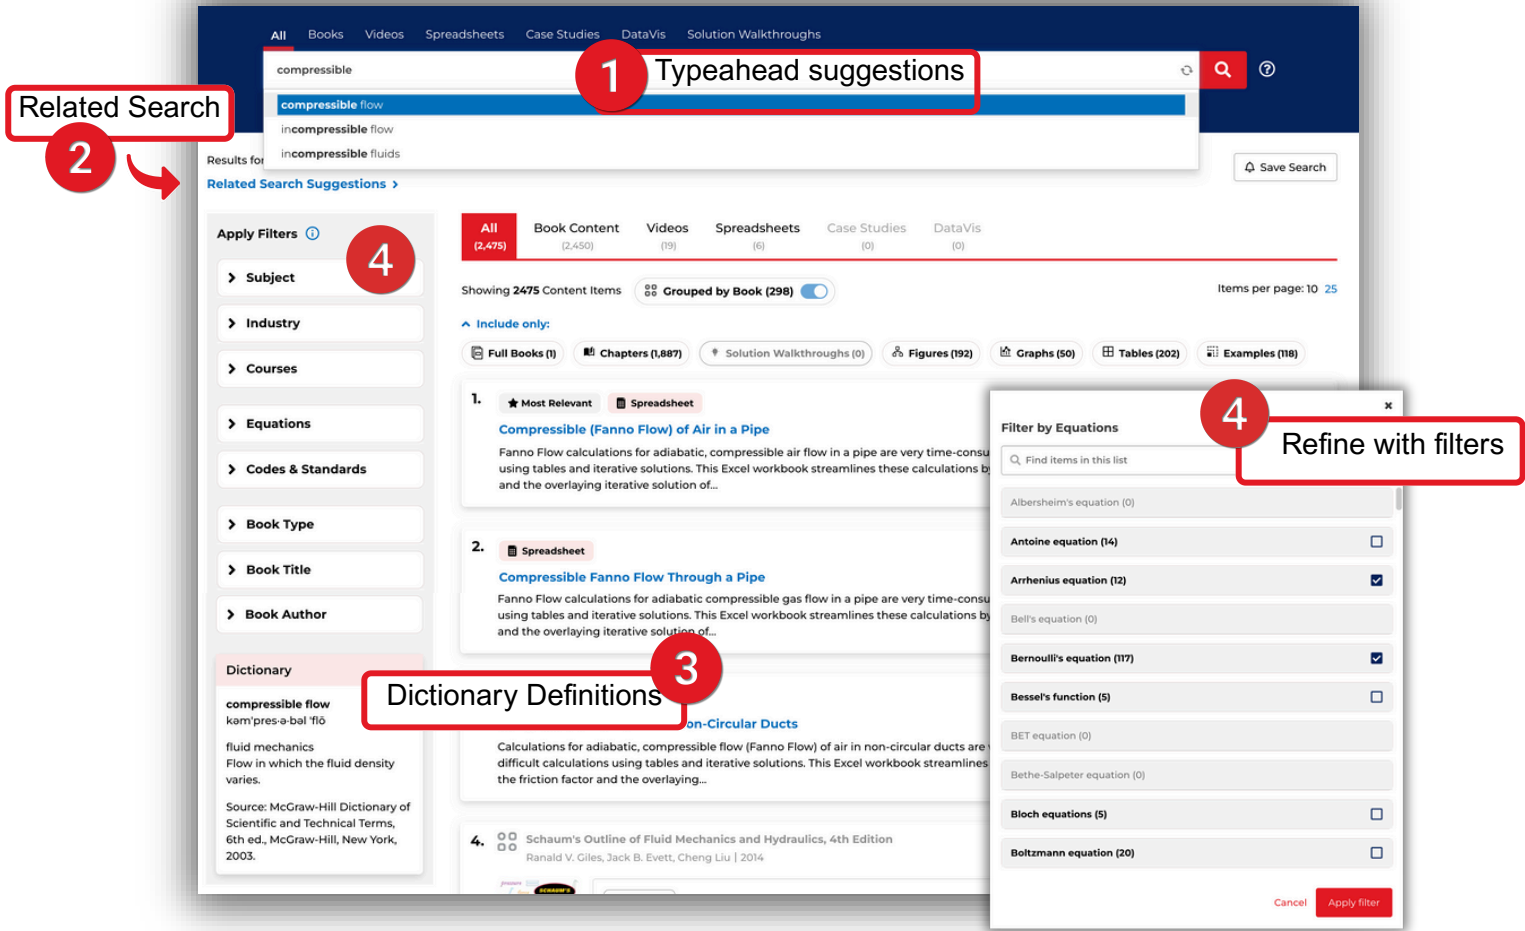 All Books Videos Spreadsheets Case Studies DataVis Solution Walkthroughs
compressible
1 Typeahead suggestions
compressible flow
incompressible flow
incompressible fluids
Related Search
2
Results for
Related Search Suggestions >
Save Search
Apply Filters
4
Subject
Industry
Courses
Equations
Codes & Standards
Book Type
Book Title
Book Author
Dictionary
compressible flow
kəm'pres·ə·bəl 'flō
fluid mechanics
Flow in which the fluid density
varies.
Source: McGraw-Hill Dictionary of
Scientific and Technical Terms,
6th ed., McGraw-Hill, New York,
2003.
3
Dictionary Definitions
All Book Content Videos Spreadsheets Case Studies DataVis
(2,475) (2,450) (19) (6) (0) (0)
Showing 2475 Content Items Grouped by Book (298) Items per page: 10 25
Include only:
Full Books (1) Chapters (1,887) Solution Walkthroughs (0) Figures (192) Graphs (50) Tables (202) Examples (118)
1. Most Relevant Spreadsheet
Compressible (Fanno Flow) of Air in a Pipe
Fanno Flow calculations for adiabatic, compressible air flow in a pipe are very time-consu
using tables and iterative solutions. This Excel workbook streamlines these calculations by
and the overlaying iterative solution of...
2. Spreadsheet
Compressible Fanno Flow Through a Pipe
Fanno Flow calculations for adiabatic compressible gas flow in a pipe are very time-consu
using tables and iterative solutions. This Excel workbook streamlines these calculations by
and the overlaying iterative solution of...
on-Circular Ducts
Calculations for adiabatic, compressible flow (Fanno Flow) of air in non-circular ducts are
difficult calculations using tables and iterative solutions. This Excel workbook streamlines
the friction factor and the overlaying...
4. Schaum's Outline of Fluid Mechanics and Hydraulics, 4th Edition
Ranald V. Giles, Jack B. Evett, Cheng Liu | 2014
SCHAUM'S
4
Refine with filters
Filter by Equations
Find items in this list
Albersheim's equation (0)
Antoine equation (14)
Arrhenius equation (12)
Bell's equation (0)
Bernoulli's equation (117)
Bessel's function (5)
BET equation (0)
Bethe-Salpeter equation (0)
Bloch equations (5)
Boltzmann equation (20)
Cancel Apply filter